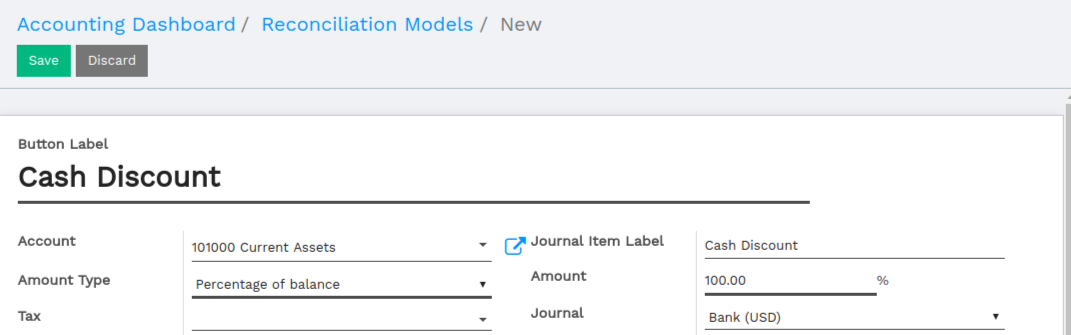 Accounting Dashboard / Reconciliation Models / New
Save Discard
Button Label
Cash Discount
Account 101000 Current Assets Journal Item Label Cash Discount
Amount Type Percentage of balance Amount 100.00 %
Tax Journal Bank (USD)